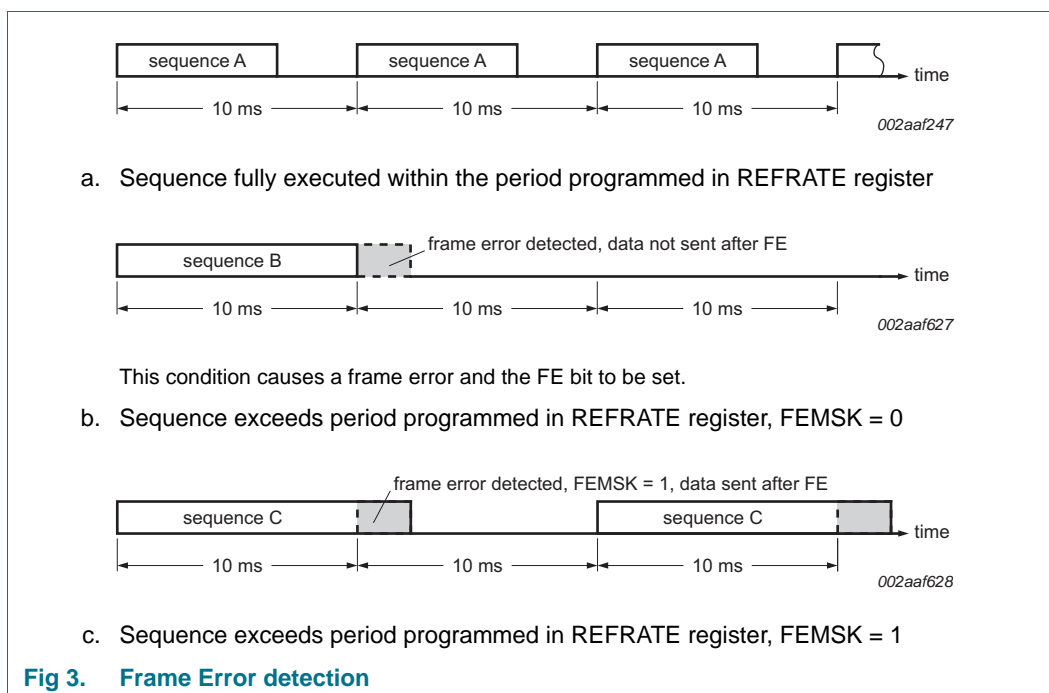 sequence A sequence A sequence A
time
10 ms 10 ms 10 ms
002aaf247
a. Sequence fully executed within the period programmed in REFRATE register
frame error detected, data not sent after FE
sequence B
time
10 ms 10 ms 10 ms
002aaf627
This condition causes a frame error and the FE bit to be set.
b. Sequence exceeds period programmed in REFRATE register, FEMSK = 0
frame error detected, FEMSK = 1, data sent after FE
sequence C sequence C
time
10 ms 10 ms 10 ms
002aaf628
c. Sequence exceeds period programmed in REFRATE register, FEMSK = 1
Fig 3. Frame Error detection